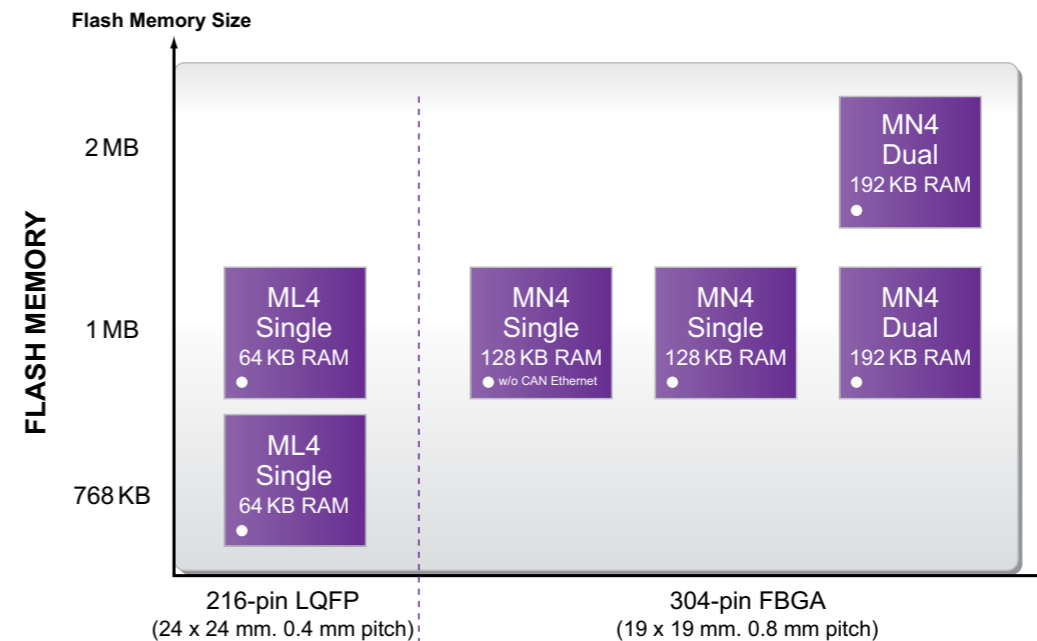 Flash Memory Size
FLASH MEMORY
2 MB
MN4
Dual
192 KB RAM
1 MB
ML4
Single
64 KB RAM
MN4
Single
128 KB RAM
w/o CAN Ethernet
MN4
Single
128 KB RAM
MN4
Dual
192 KB RAM
768 KB
ML4
Single
64 KB RAM
216-pin LQFP
(24 x 24 mm. 0.4 mm pitch)
304-pin FBGA
(19 x 19 mm. 0.8 mm pitch)